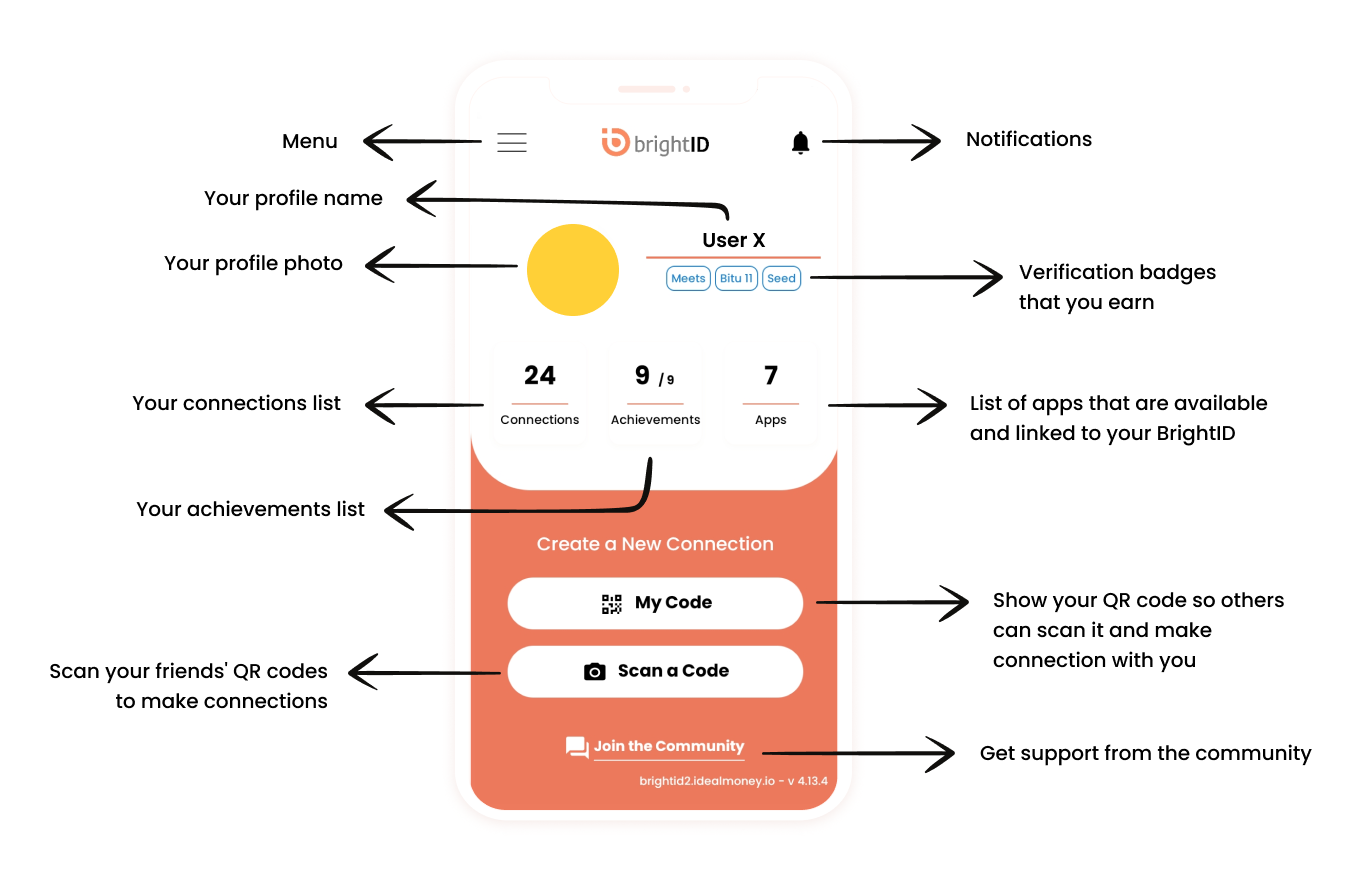 Menu
brightID
Notifications
Your profile name
User X
Your profile photo
Meets
Bitu 11
Seed
Verification badges
that you earn
24
9 / 9
7
Connections
Achievements
Apps
Your connections list
List of apps that are available
and linked to your BrightID
Your achievements list
Create a New Connection
My Code
Show your QR code so others
can scan it and make
connection with you
Scan a Code
Scan your friends' QR codes
to make connections
Join the Community
Get support from the community
brightid2.idealmoney.io - v 4.13.4